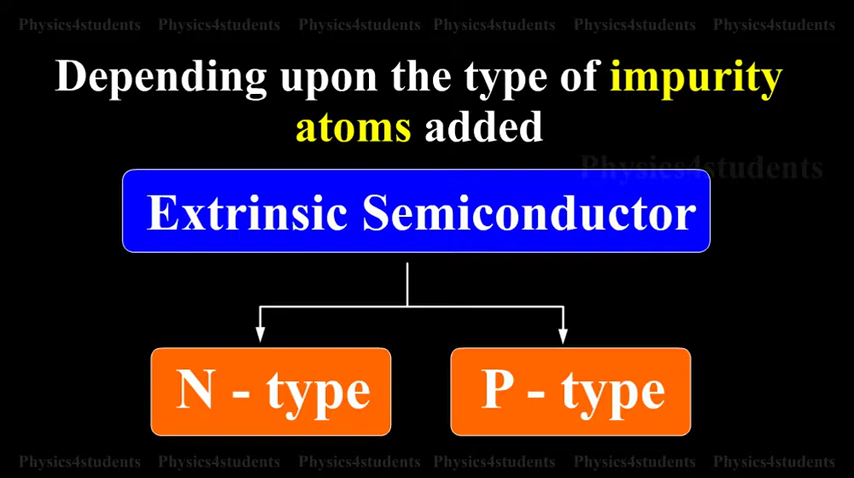 Physics4students Physics4students Physics4students Physics4students Physics4students Physics4students
Depending upon the type of impurity
atoms added
Physics4students
Extrinsic Semiconductor
N - type P - type
Physics4students Physics4students Physics4students Physics4students Physics4students Physics4students